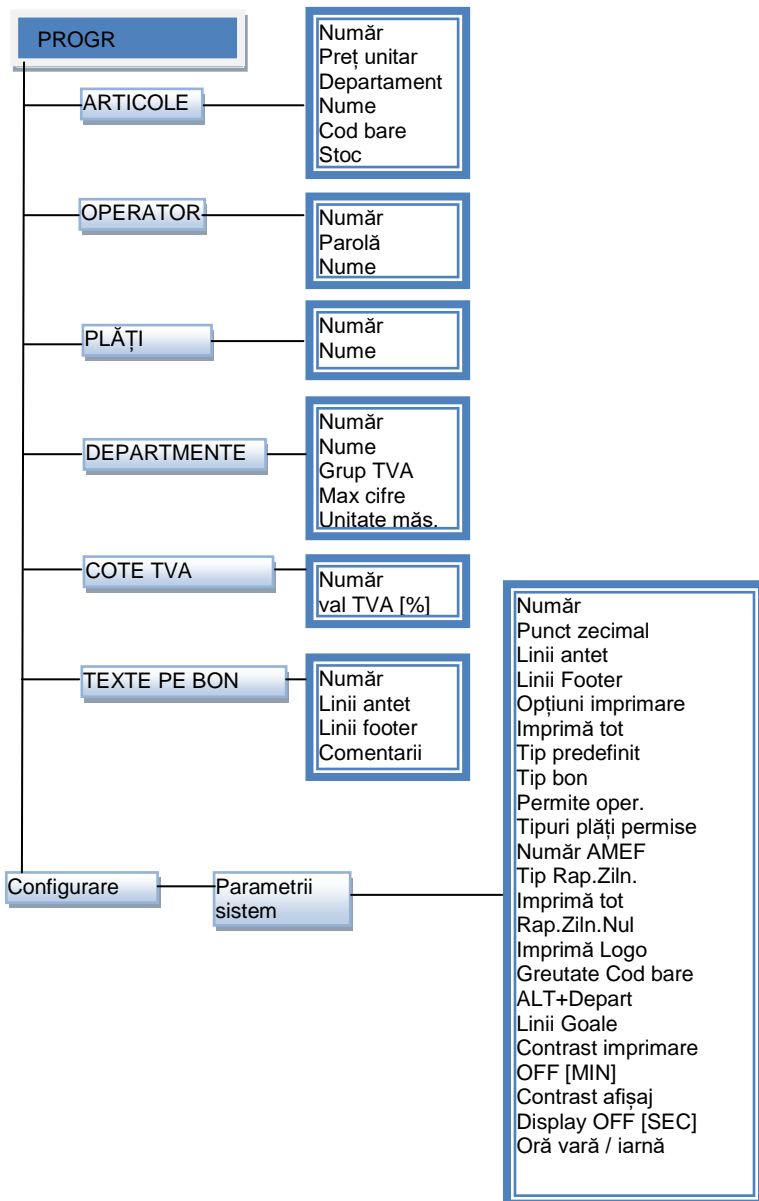 PROGR
ARTICOLE
Număr
Preț unitar
Departament
Nume
Cod bare
Stoc
OPERATOR
Număr
Parolă
Nume
PLĂȚI
Număr
Nume
DEPARTMENTE
Număr
Nume
Grup TVA
Max cifre
Unitate măs.
COTE TVA
Număr
val TVA [%]
TEXTE PE BON
Număr
Linii antet
Linii footer
Comentarii
Configurare
Parametrii
sistem
Număr
Punct zecimal
Linii antet
Linii Footer
Opțiuni imprimare
Imprimă tot
Tip predefinit
Tip bon
Permite oper.
Tipuri plăți permise
Număr AMEF
Tip Rap.Ziln.
Imprimă tot
Rap.Ziln.Nul
Imprimă Logo
Greutate Cod bare
ALT+Depart
Linii Goale
Contrast imprimare
OFF [MIN]
Contrast afișaj
Display OFF [SEC]
Oră vară / iarnă